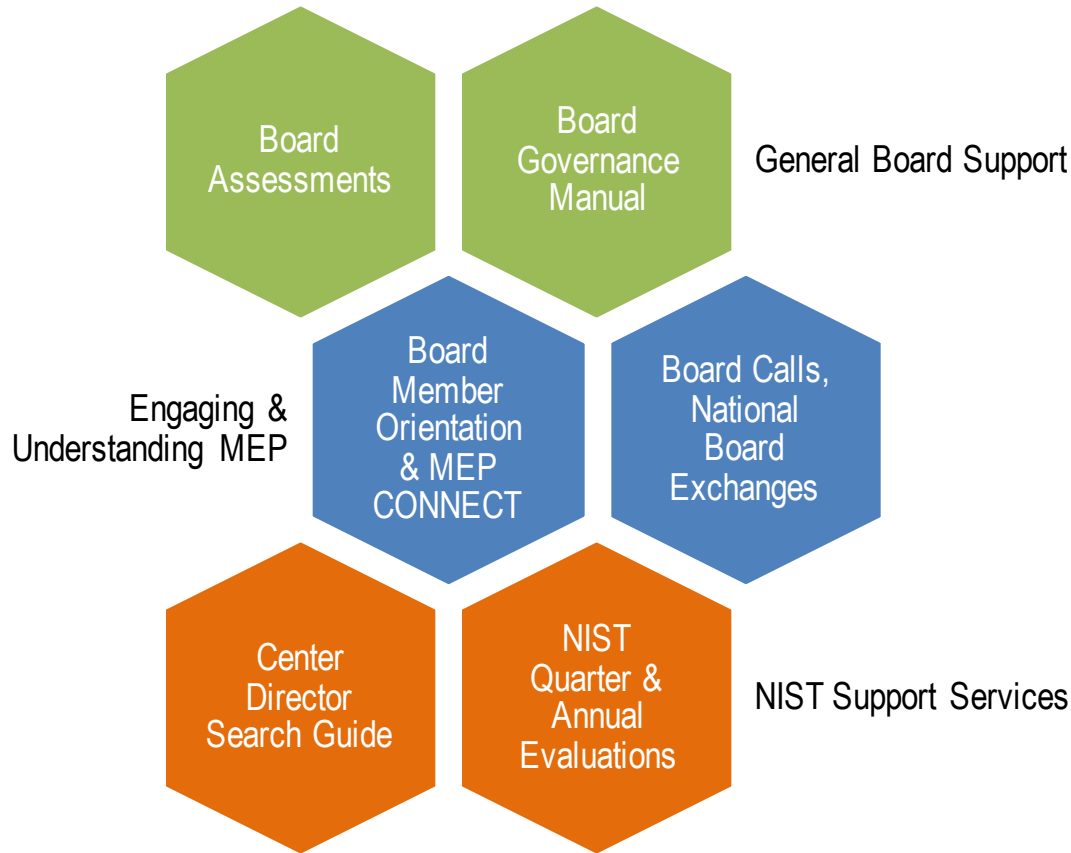 Board
Assessments
Board
Governance
Manual
General Board Support
Engaging &
Understanding MEP
Board
Member
Orientation
& MEP
CONNECT
Board Calls,
National
Board
Exchanges
Center
Director
Search Guide
NIST
Quarter &
Annual
Evaluations
NIST Support Services